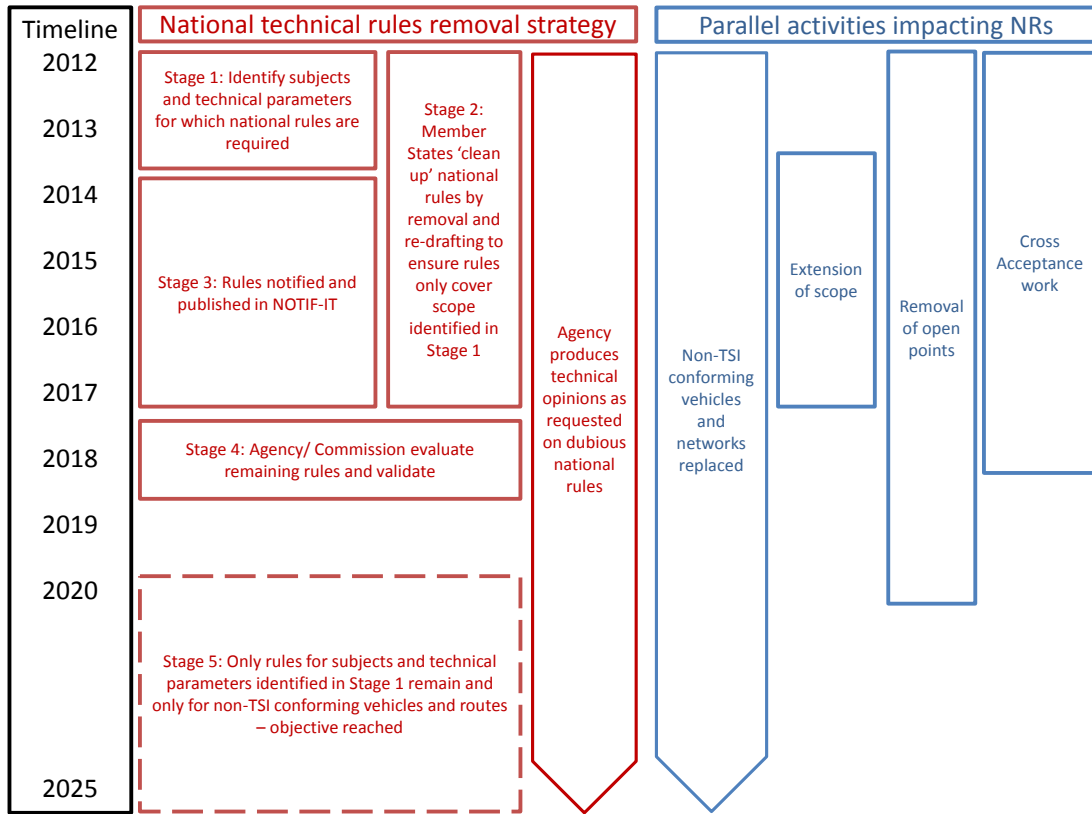 Timeline
2012
2013
2014
2015
2016
2017
2018
2019
2020
2025
National technical rules removal strategy
Stage 1: Identify subjects
and technical parameters
for which national rules are
required
Stage 2:
Member
States ‘clean
up’ national
rules by
removal and
re-drafting to
ensure rules
only cover
scope
identified in
Stage 1
Stage 3: Rules notified and
published in NOTIF-IT
Stage 4: Agency/ Commission evaluate
remaining rules and validate
Stage 5: Only rules for subjects and technical
parameters identified in Stage 1 remain and
only for non-TSI conforming vehicles and routes
– objective reached
Agency
produces
technical
opinions as
requested
on dubious
national
rules
Parallel activities impacting NRs
Non-TSI
conforming
vehicles
and
networks
replaced
Extension
of scope
Removal
of open
points
Cross
Acceptance
work